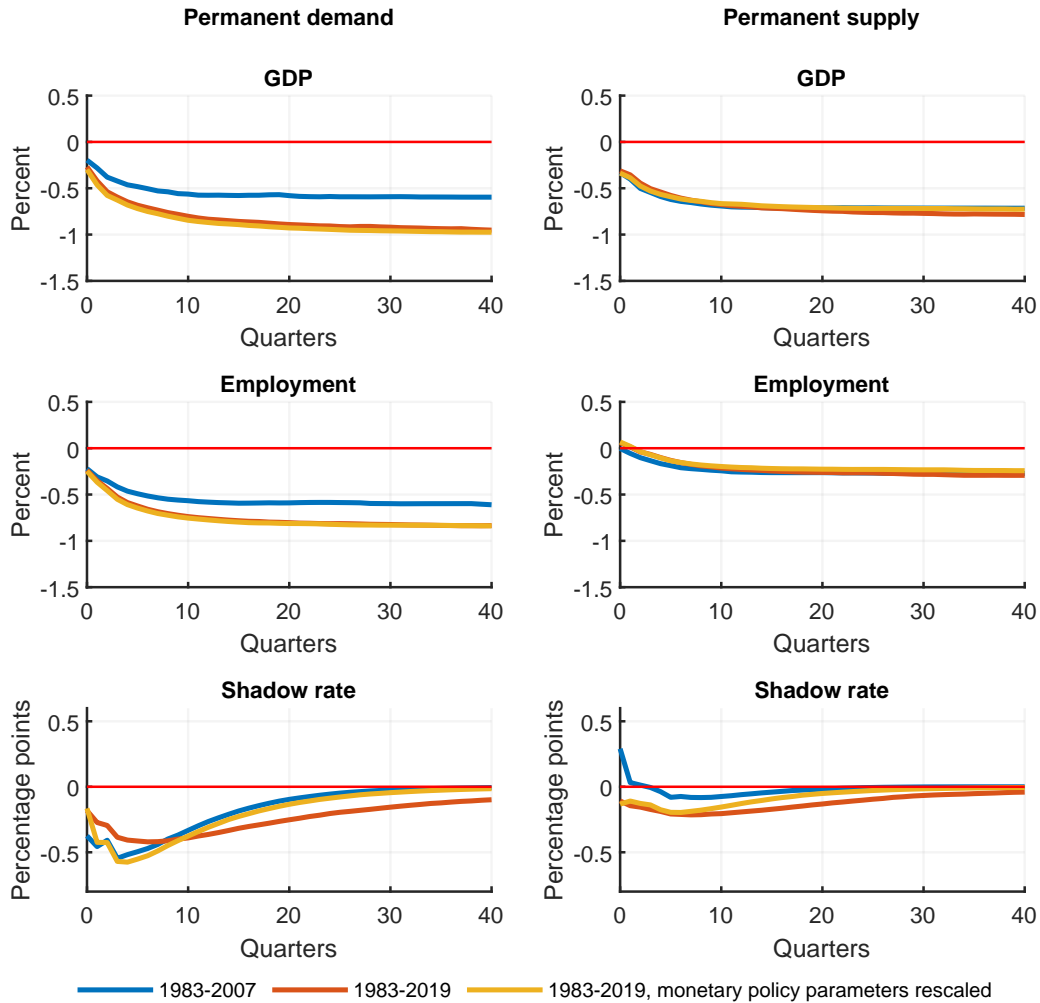 Permanent demand
Permanent supply
GDP
0.5
0
-0.5
-1
-1.5
Percent
0 10 20 30 40
Quarters
GDP
0.5
0
-0.5
-1
-1.5
Percent
0 10 20 30 40
Quarters
Employment
0.5
0
-0.5
-1
-1.5
Percent
0 10 20 30 40
Quarters
Employment
0.5
0
-0.5
-1
-1.5
Percent
0 10 20 30 40
Quarters
Shadow rate
0.5
0
-0.5
Percentage points
0 10 20 30 40
Quarters
Shadow rate
0.5
0
-0.5
Percentage points
0 10 20 30 40
Quarters
1983-2007 1983-2019 1983-2019, monetary policy parameters rescaled